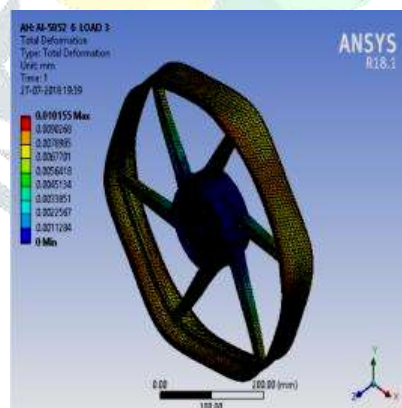 AH: Al-5052 6 LOAD 3
Total Deformation
Type: Total Deformation
Unit: mm
Time: 1
27-07-2018 19:59
0.010155 Max
0.0090268
0.0078985
0.0067701
0.0056418
0.0045134
0.0033851
0.0022567
0.0011284
0 Min
ANSYS
R18.1
0.00
200.00 (mm)
100.00
Y
Z
X